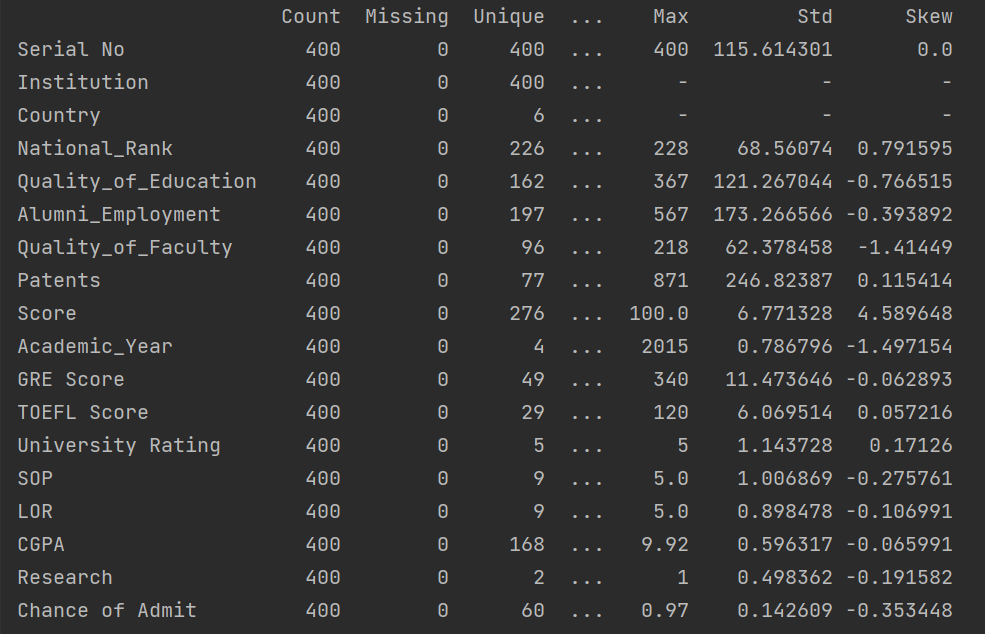 Count Missing Unique ... Max Std Skew
Serial No 400 0 400 ... 400 115.614301 0.0
Institution 400 0 400 ... - - -
Country 400 0 6 ... - - -
National_Rank 400 0 226 ... 228 68.56074 0.791595
Quality_of_Education 400 0 162 ... 367 121.267044 -0.766515
Alumni_Employment 400 0 197 ... 567 173.266566 -0.393892
Quality_of_Faculty 400 0 96 ... 218 62.378458 -1.41449
Patents 400 0 77 ... 871 246.82387 0.115414
Score 400 0 276 ... 100.0 6.771328 4.589648
Academic_Year 400 0 4 ... 2015 0.786796 -1.497154
GRE Score 400 0 49 ... 340 11.473646 -0.062893
TOEFL Score 400 0 29 ... 120 6.069514 0.057216
University Rating 400 0 5 ... 5 1.143728 0.17126
SOP 400 0 9 ... 5.0 1.006869 -0.275761
LOR 400 0 9 ... 5.0 0.898478 -0.106991
CGPA 400 0 168 ... 9.92 0.596317 -0.065991
Research 400 0 2 ... 1 0.498362 -0.191582
Chance of Admit 400 0 60 ... 0.97 0.142609 -0.353448